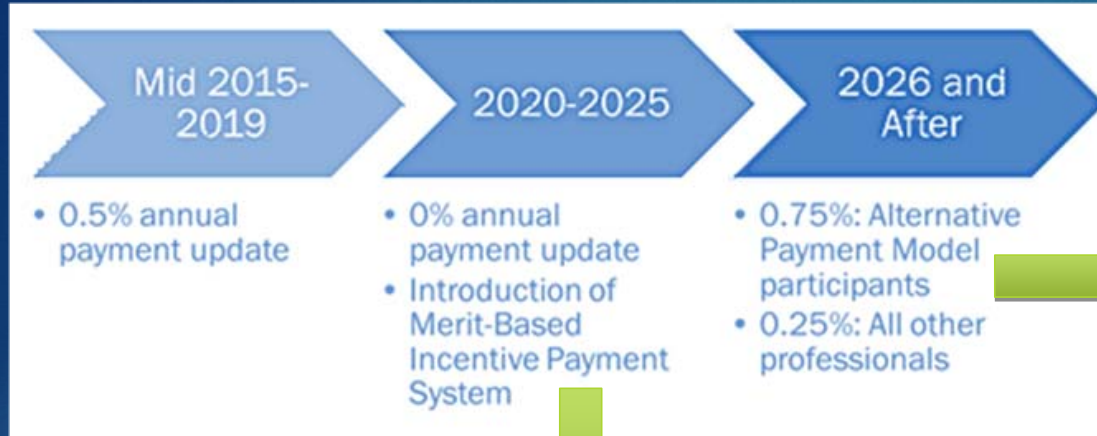 Mid 2015-
2019
2020-2025
2026 and
After
• 0.5% annual
payment update
• 0% annual
payment update
• Introduction of
Merit-Based
Incentive Payment
System
• 0.75%: Alternative
Payment Model
participants
• 0.25%: All other
professionals